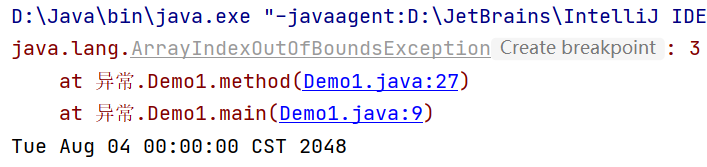 D:\Java\bin\java.exe "-javaagent:D:\JetBrains\IntelliJ IDE
java.lang.ArrayIndexOutOfBoundsException Create breakpoint : 3
at 异常.Demo1.method(Demo1.java:27)
at 异常.Demo1.main(Demo1.java:9)
Tue Aug 04 00:00:00 CST 2048